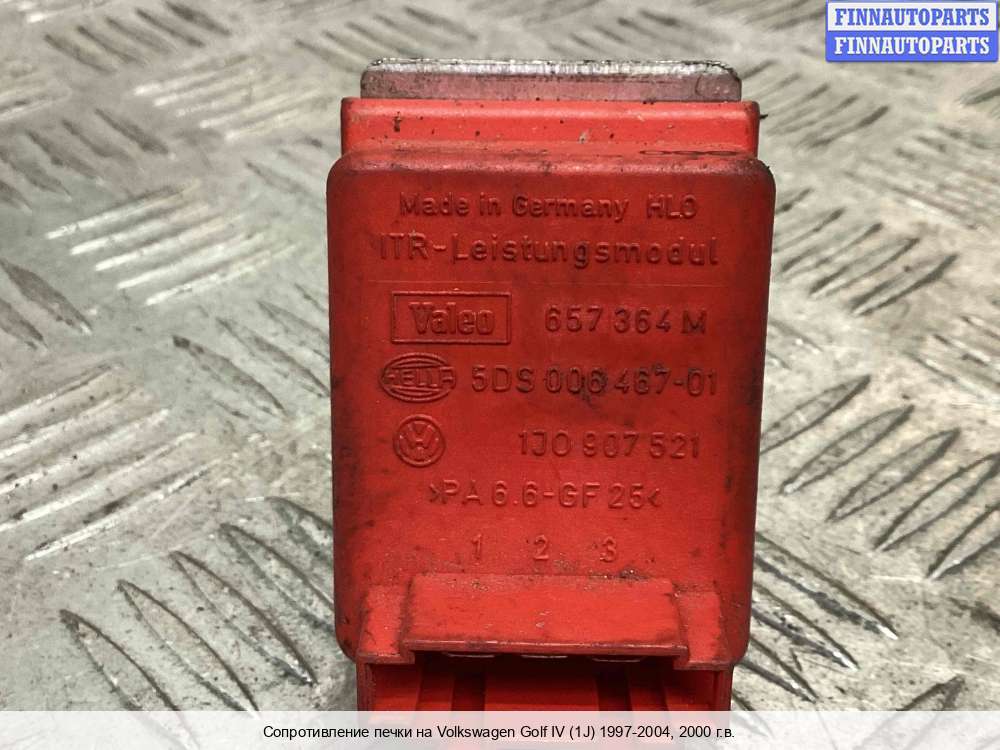 FINNAUTOPARTS
FINNAUTOPARTS
Made in Germany HLO
ITR-Leistungsmodul
Valeo 657 364 M
HELLA 5DS 006 467-01
VW 1J0 907 521
>PA 6.6-GF 25<
1 2 3
Сопротивление печки на Volkswagen Golf IV (1J) 1997-2004, 2000 г.в.